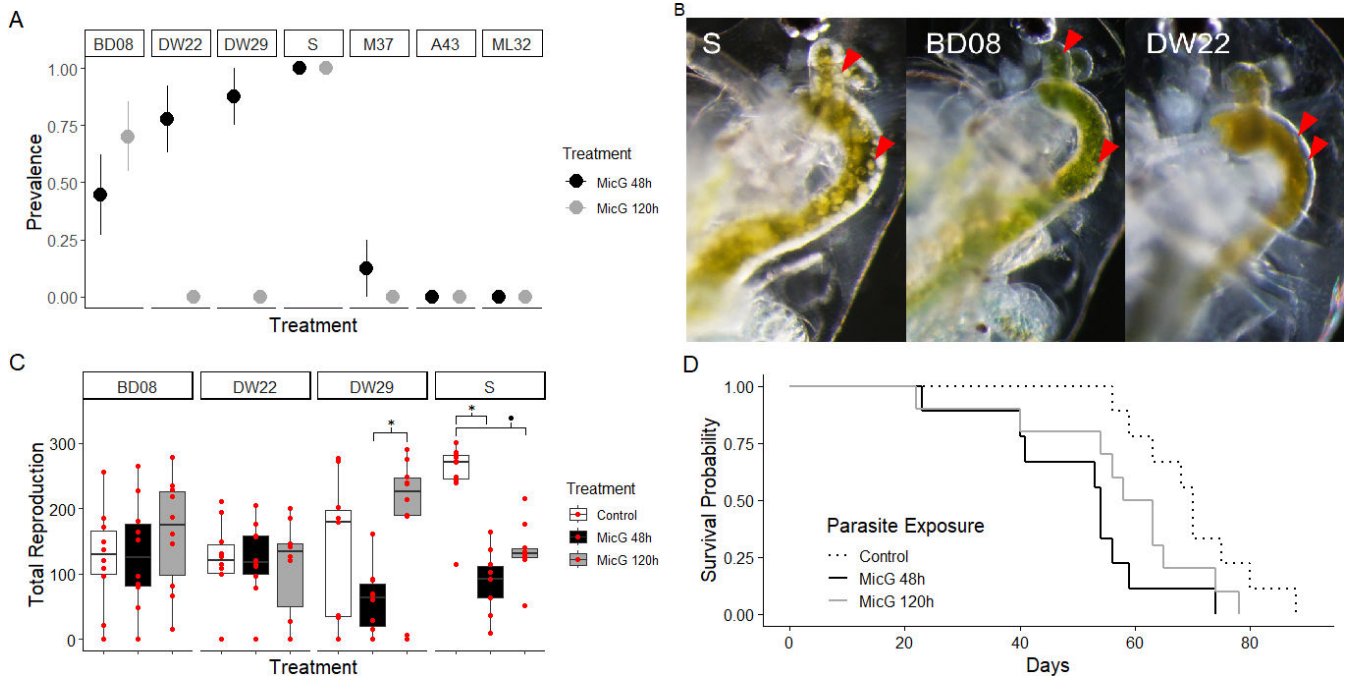 A
BD08 DW22 DW29 S M37 A43 ML32
1.00
0.75
0.50
0.25
0.00
Prevalence
Treatment
Treatment
MicG 48h
MicG 120h
B
S BD08 DW22
C
BD08 DW22 DW29 S
300
200
100
0
Total Reproduction
* * •
Treatment
Treatment
Control
MicG 48h
MicG 120h
D
1.00
0.75
0.50
0.25
0.00
Survival Probability
Parasite Exposure
Control
MicG 48h
MicG 120h
0 20 40 60 80
Days